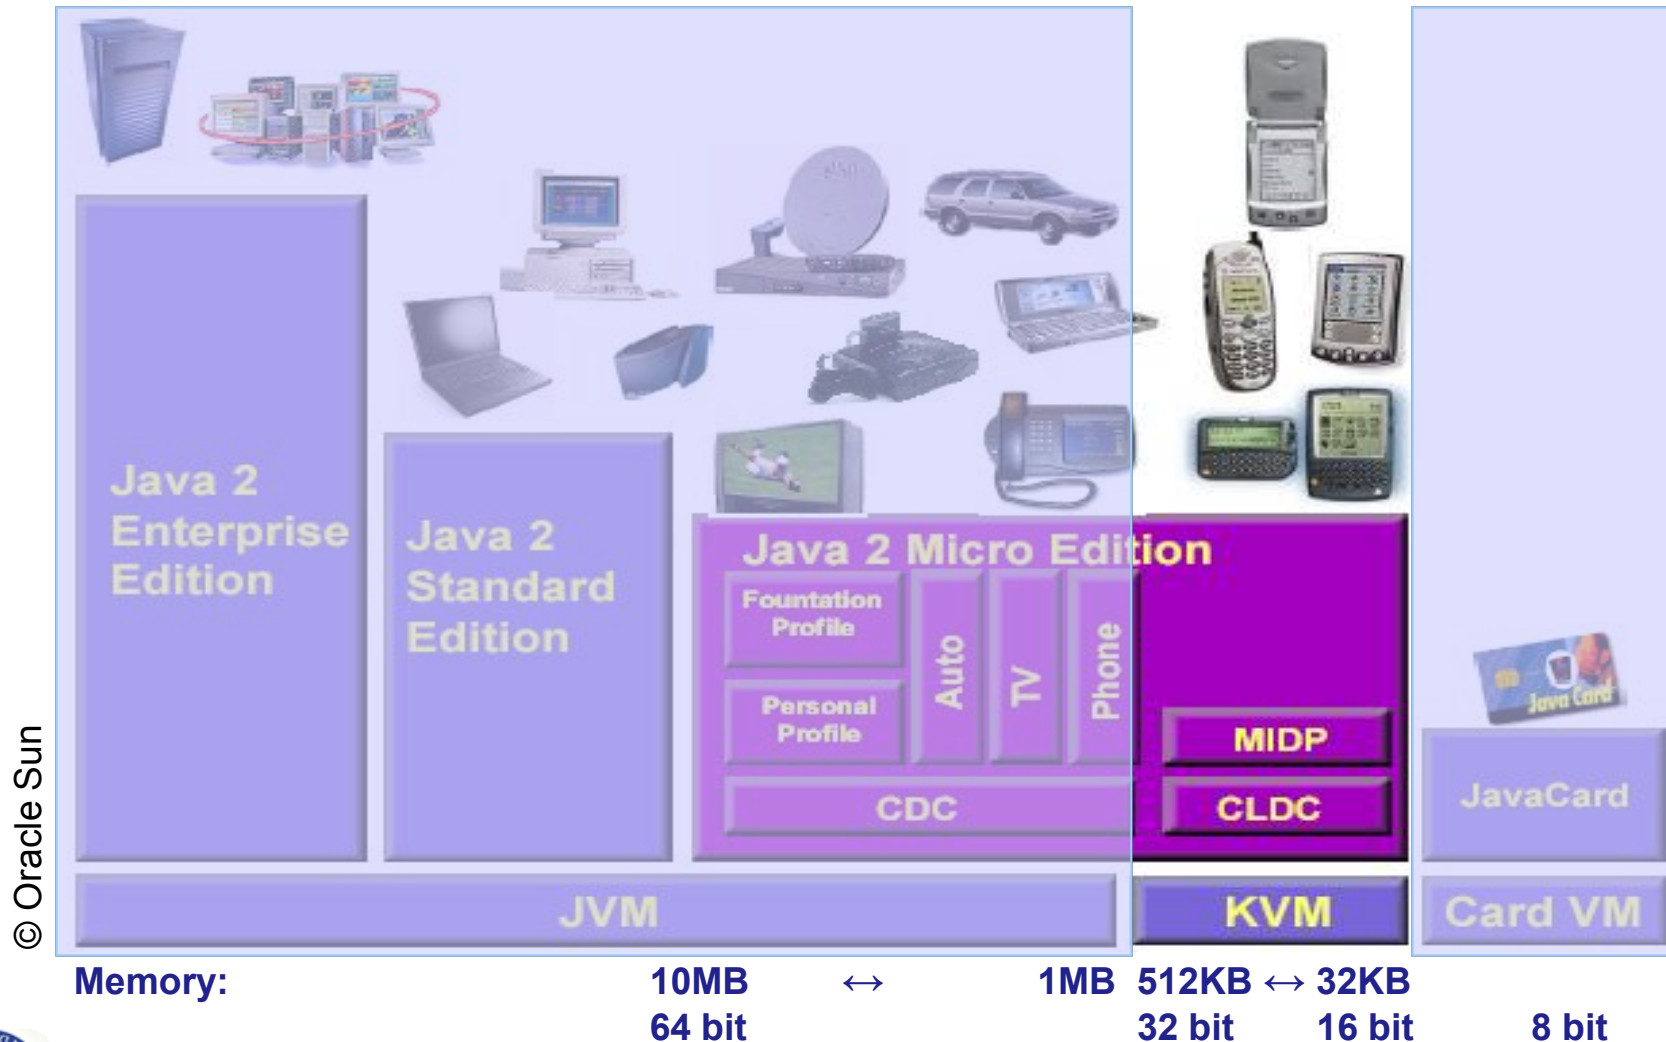 Java 2
Enterprise
Edition
Java 2
Standard
Edition
Java 2 Micro Edition
Fountation
Profile
Personal
Profile
Auto
TV
Phone
CDC
MIDP
CLDC
Java Card
JavaCard
JVM
KVM
Card VM
© Oracle Sun
Memory: 10MB ↔ 1MB 512KB ↔ 32KB
64 bit 32 bit 16 bit 8 bit